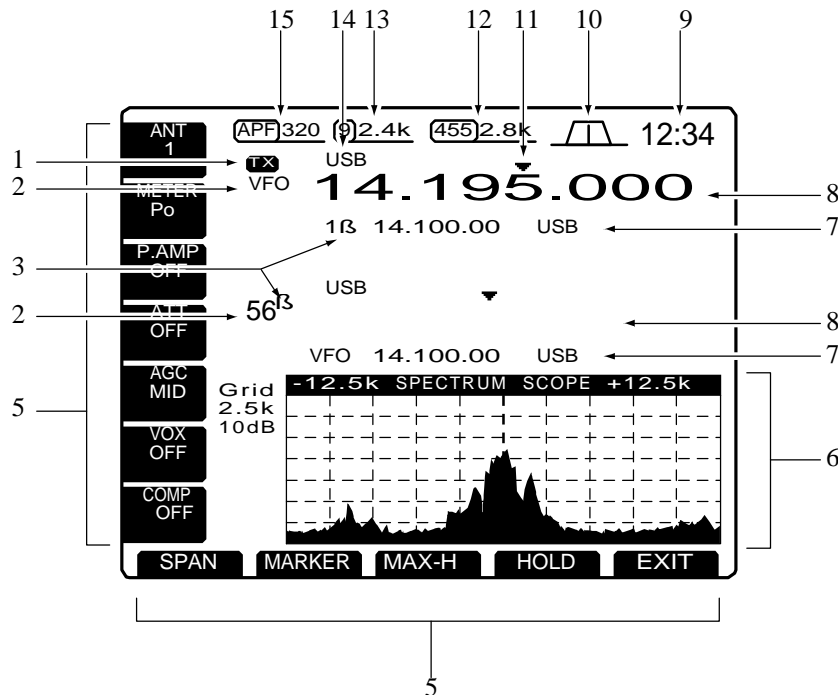 15 14 13 12 11 10 9
APF 320 9 2.4k 455 2.8k 12:34
ANT
1
1 TX USB
2 VFO 14.195.000 8
METER
Po
1ß 14.100.00 USB 7
P.AMP
OFF
3
USB
56 ß
2 8
ATT
OFF
VFO 14.100.00 USB 7
AGC
MID
Grid
2.5k
10dB
-12.5k SPECTRUM SCOPE +12.5k
5
VOX
OFF
6
COMP
OFF
SPAN MARKER MAX-H HOLD EXIT
5